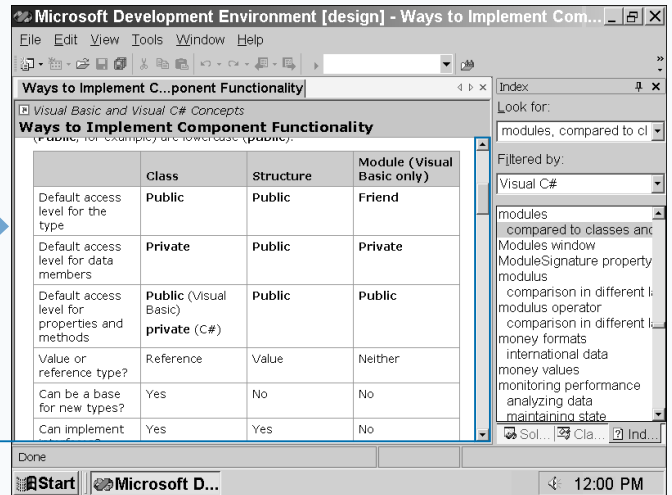 Microsoft Development Environment [design] - Ways to Implement Com...
File Edit View Tools Window Help
Ways to Implement C...ponent Functionality
Visual Basic and Visual C# Concepts
Ways to Implement Component Functionality
(Public, for example) are lowercase (public).
Class Structure Module (Visual Basic only)
Default access level for the type Public Public Friend
Default access level for data members Private Public Private
Default access level for properties and methods Public (Visual Basic) private (C#) Public Public
Value or reference type? Reference Value Neither
Can be a base for new types? Yes No No
Can implement Yes Yes No
Index
Look for:
modules, compared to cl
Filtered by:
Visual C#
modules
compared to classes and
Modules window
ModuleSignature property
modulus
comparison in different
modulus operator
comparison in different
money formats
international data
money values
monitoring performance
analyzing data
maintaining state
Sol... Cla... Ind...
Done
Start Microsoft D... 12:00 PM